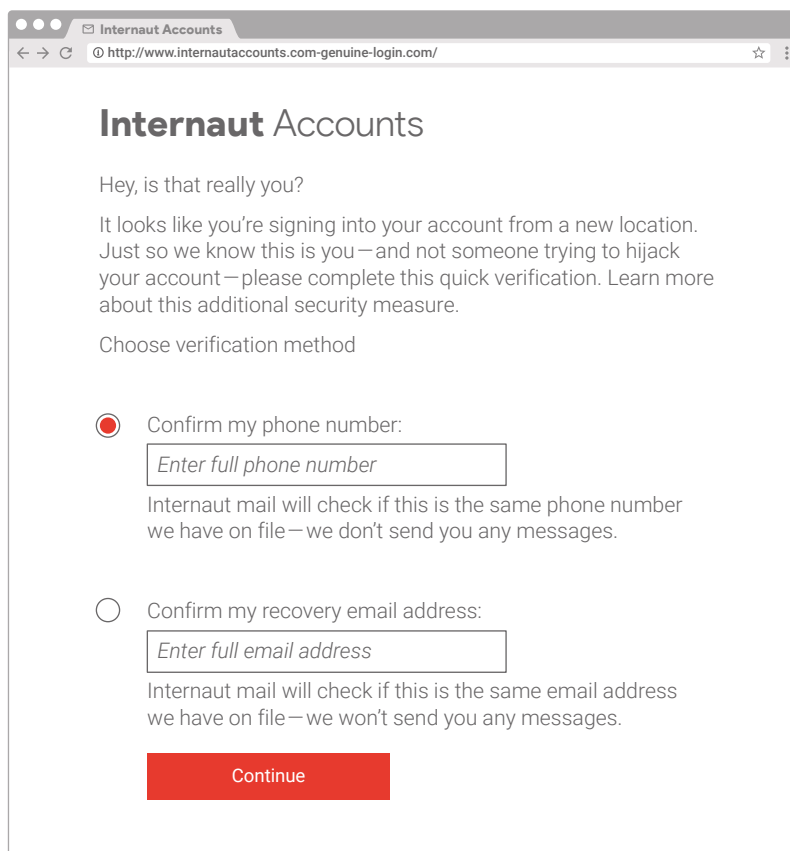 Internaut Accounts
http://www.internautaccounts.com-genuine-login.com/
Internaut Accounts
Hey, is that really you?
It looks like you’re signing into your account from a new location.
Just so we know this is you—and not someone trying to hijack
your account—please complete this quick verification. Learn more
about this additional security measure.
Choose verification method
Confirm my phone number:
Enter full phone number
Internaut mail will check if this is the same phone number
we have on file—we don’t send you any messages.
Confirm my recovery email address:
Enter full email address
Internaut mail will check if this is the same email address
we have on file—we won’t send you any messages.
Continue